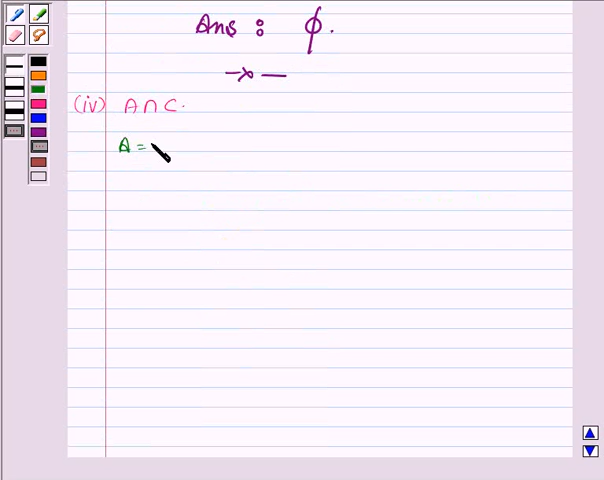 Ans : ϕ.
—x—
(iv) A ∩ C.
A =